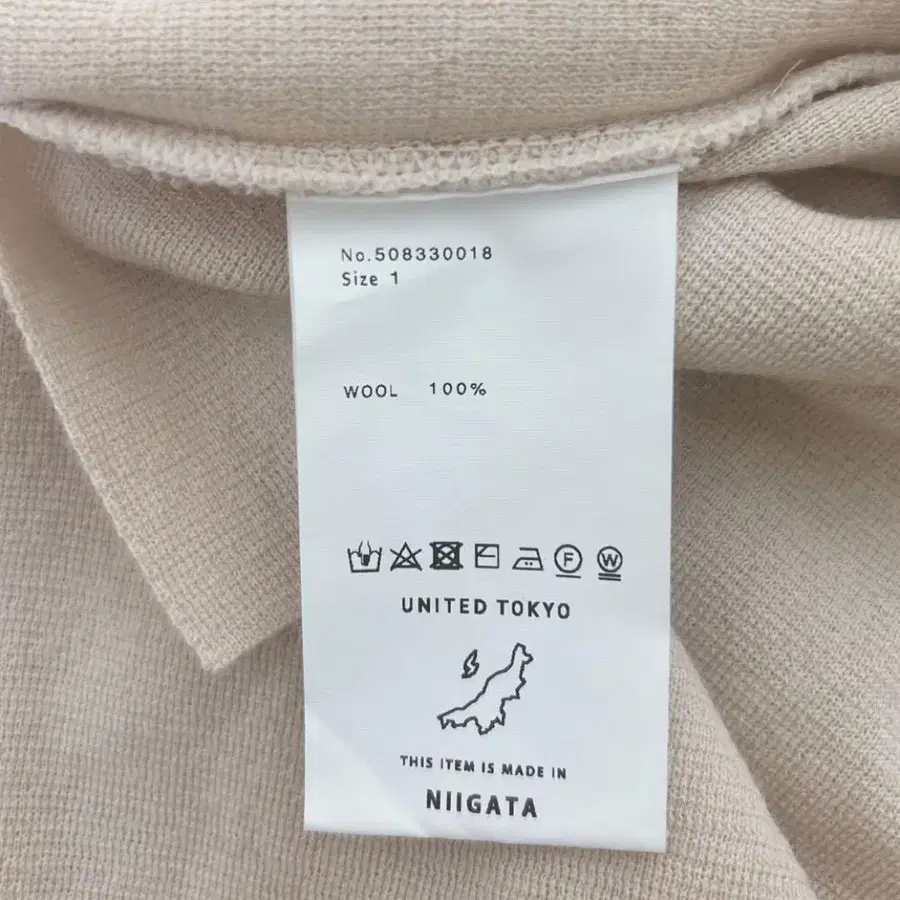 No.508330018
Size 1
WOOL 100%
F W
UNITED TOKYO
THIS ITEM IS MADE IN
NIIGATA